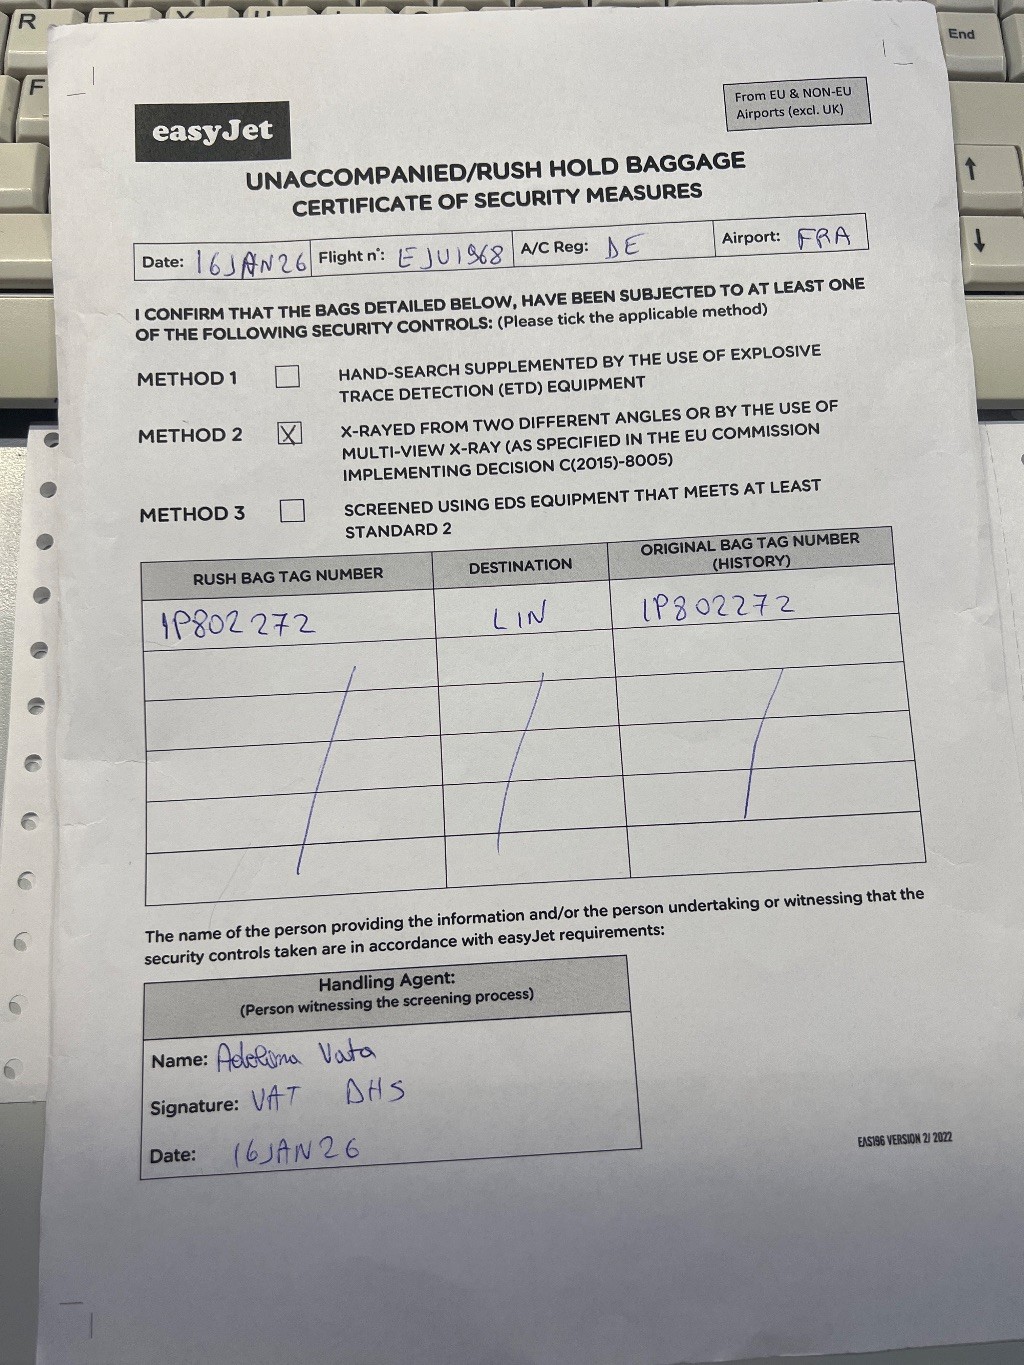 R T Y U
F
End
↑
↓
easyJet
From EU & NON-EU
Airports (excl. UK)
UNACCOMPANIED/RUSH HOLD BAGGAGE
CERTIFICATE OF SECURITY MEASURES
Date: 16JAN26 Flight n°: EJU1968 A/C Reg: DE Airport: FRA
I CONFIRM THAT THE BAGS DETAILED BELOW, HAVE BEEN SUBJECTED TO AT LEAST ONE
OF THE FOLLOWING SECURITY CONTROLS: (Please tick the applicable method)
METHOD 1 HAND-SEARCH SUPPLEMENTED BY THE USE OF EXPLOSIVE
TRACE DETECTION (ETD) EQUIPMENT
METHOD 2 X X-RAYED FROM TWO DIFFERENT ANGLES OR BY THE USE OF
MULTI-VIEW X-RAY (AS SPECIFIED IN THE EU COMMISSION
IMPLEMENTING DECISION C(2015)-8005)
METHOD 3 SCREENED USING EDS EQUIPMENT THAT MEETS AT LEAST
STANDARD 2
RUSH BAG TAG NUMBER DESTINATION ORIGINAL BAG TAG NUMBER
(HISTORY)
1P802272 LIN 1P802272
The name of the person providing the information and/or the person undertaking or witnessing that the
security controls taken are in accordance with easyJet requirements:
Handling Agent:
(Person witnessing the screening process)
Name: Vata
Signature: VAT DHS
Date: 16JAN26
EAS196 VERSION 2/ 2022